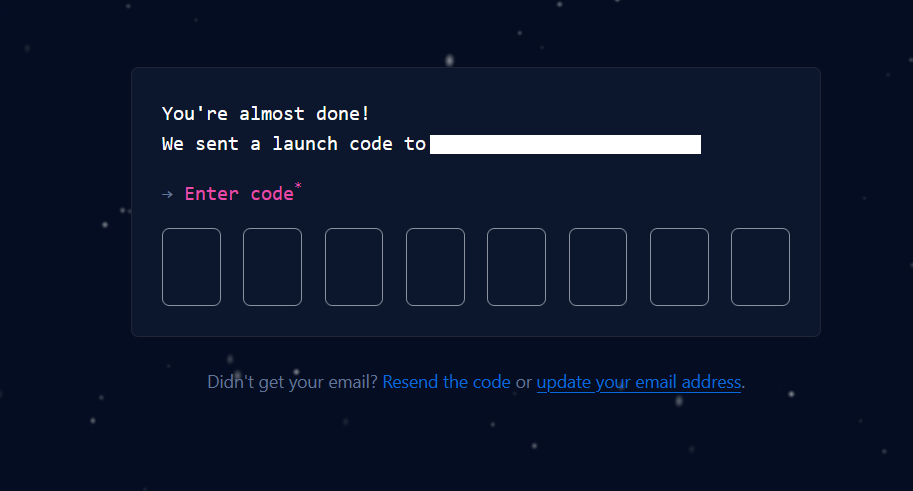 You're almost done!
We sent a launch code to
→ Enter code*
Didn't get your email? Resend the code or update your email address.